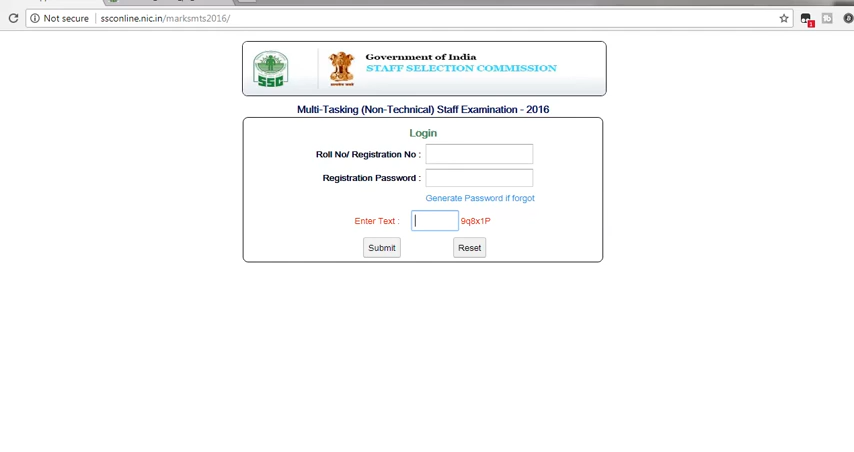 Not secure ssconline.nic.in/marksmts2016/
SSC
Government of India
STAFF SELECTION COMMISSION
Multi-Tasking (Non-Technical) Staff Examination - 2016
Login
Roll No/ Registration No :
Registration Password :
Generate Password if forgot
Enter Text : 9q8x1P
Submit Reset